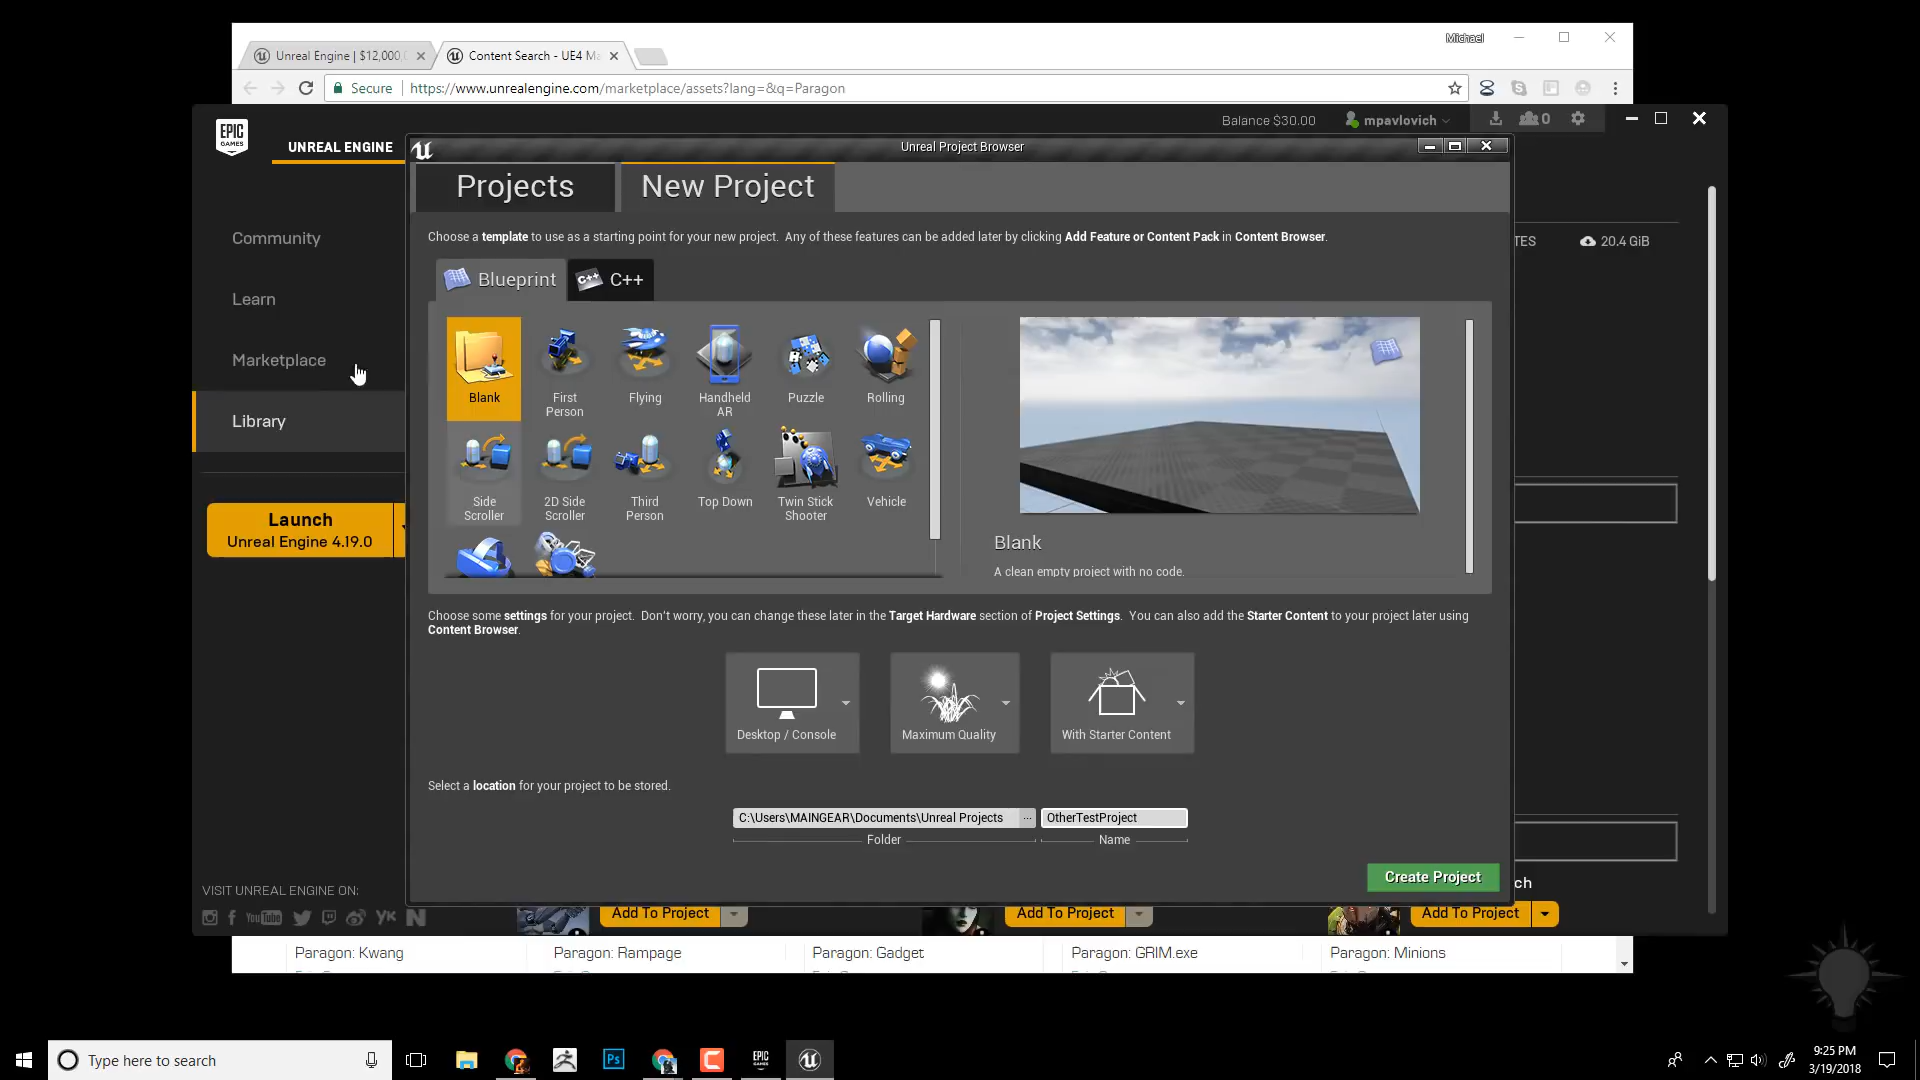 Michael
Unreal Engine | $12,000
Content Search - UE4 Ma
Secure
https://www.unrealengine.com/marketplace/assets?lang=&q=Paragon
EPIC
GAMES
UNREAL ENGINE
Balance $30.00
mpavlovich
0
Unreal Project Browser
Projects
New Project
Choose a template to use as a starting point for your new project. Any of these features can be added later by clicking Add Feature or Content Pack in Content Browser.
Community
Learn
Marketplace
Library
Launch
Unreal Engine 4.19.0
TES
20.4 GiB
Blueprint
C++
C++
Blank
First
Person
Flying
Handheld
AR
Puzzle
Rolling
Side
Scroller
2D Side
Scroller
Third
Person
Top Down
Twin Stick
Shooter
Vehicle
Blank
A clean empty project with no code.
Choose some settings for your project. Don't worry, you can change these later in the Target Hardware section of Project Settings. You can also add the Starter Content to your project later using
Content Browser.
Desktop / Console
Maximum Quality
With Starter Content
Select a location for your project to be stored.
C:\Users\MAINGEAR\Documents\Unreal Projects
...
OtherTestProject
Folder
Name
Create Project
ch
VISIT UNREAL ENGINE ON:
You Tube
Add To Project
Add To Project
Add To Project
Paragon: Kwang
Paragon: Rampage
Paragon: Gadget
Paragon: GRIM.exe
Paragon: Minions
Type here to search
Ps
EPIC
GAMES
9:25 PM
3/19/2018